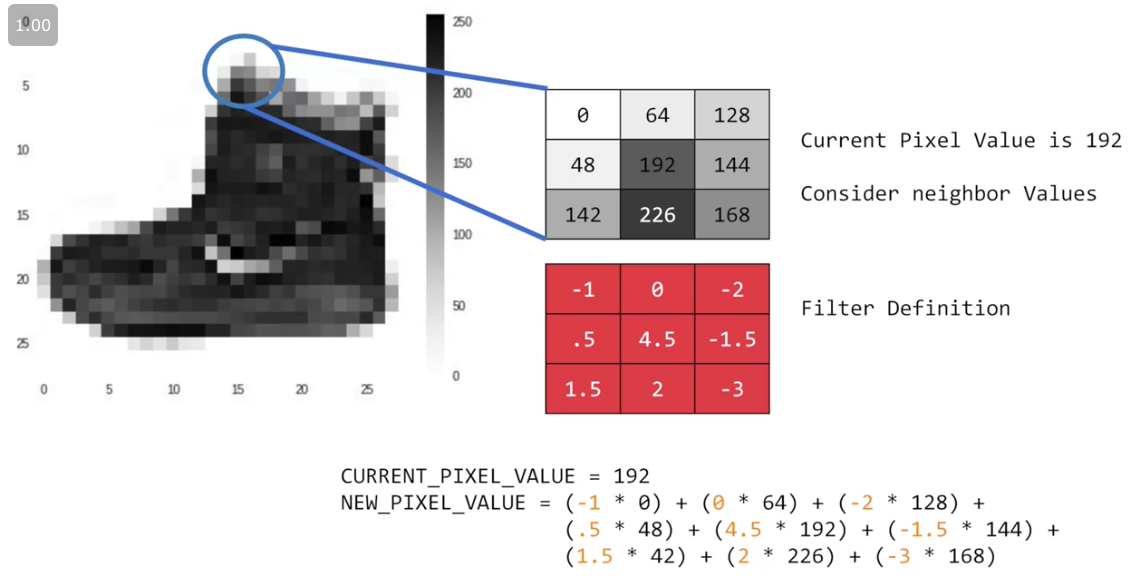 1.00
0
5
10
15
20
25
0 5 10 15 20 25
250
200
150
100
50
0
0 64 128
48 192 144
142 226 168
Current Pixel Value is 192
Consider neighbor Values
-1 0 -2
.5 4.5 -1.5
1.5 2 -3
Filter Definition
CURRENT_PIXEL_VALUE = 192
NEW_PIXEL_VALUE = (-1 * 0) + (0 * 64) + (-2 * 128) +
(.5 * 48) + (4.5 * 192) + (-1.5 * 144) +
(1.5 * 42) + (2 * 226) + (-3 * 168)